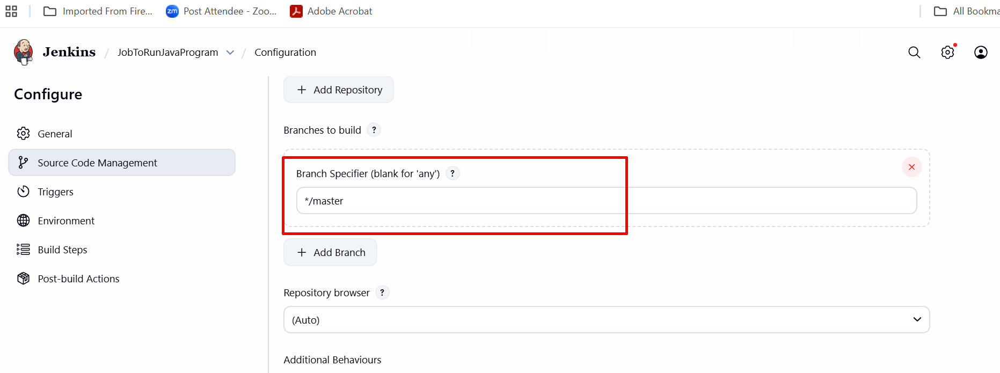 Imported From Fire... zm Post Attendee - Zoo... Adobe Acrobat All Bookma
Jenkins / JobToRunJavaProgram / Configuration
Configure
General
Source Code Management
Triggers
Environment
Build Steps
Post-build Actions
+ Add Repository
Branches to build ?
Branch Specifier (blank for 'any') ?
*/master
+ Add Branch
Repository browser ?
(Auto)
Additional Behaviours